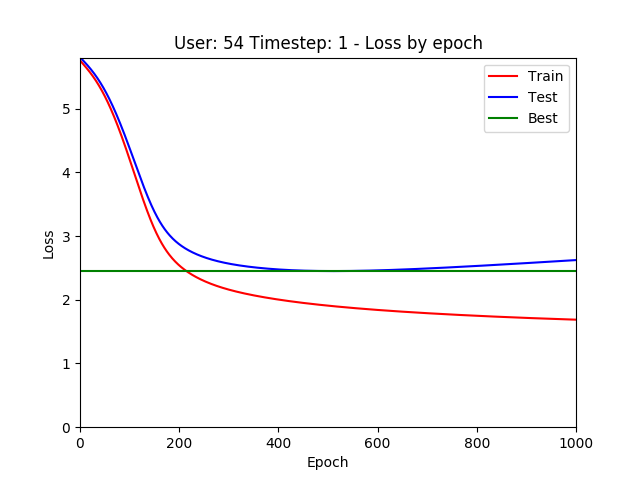 User: 54 Timestep: 1 - Loss by epoch
Train
Test
Best
Loss
5
4
3
2
1
0
0 200 400 600 800 1000
Epoch